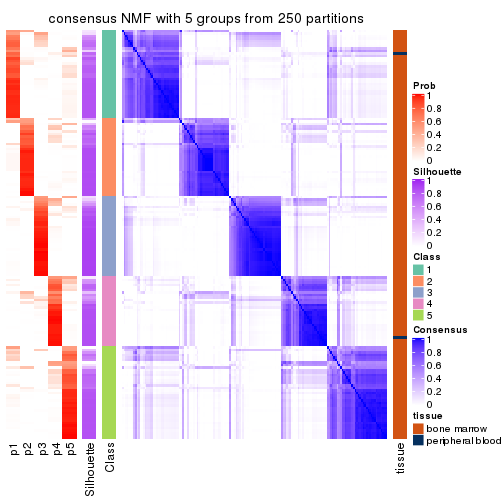 consensus NMF with 5 groups from 250 partitions
Prob
1
0.8
0.6
0.4
0.2
0
Silhouette
1
0.8
0.6
0.4
0.2
0
Class
1
2
3
4
5
Consensus
1
0.8
0.6
0.4
0.2
0
tissue
bone marrow
peripheral blood
p1
p2
p3
p4
p5
Silhouette
Class
tissue